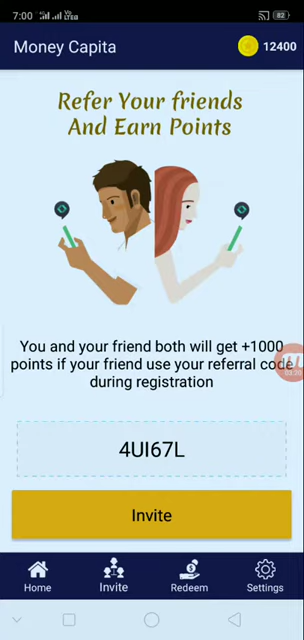 7:00 82
Money Capita 12400
Refer Your friends
And Earn Points
You and your friend both will get +1000
points if your friend use your referral code
during registration
4UI67L
Invite
Home Invite Redeem Settings